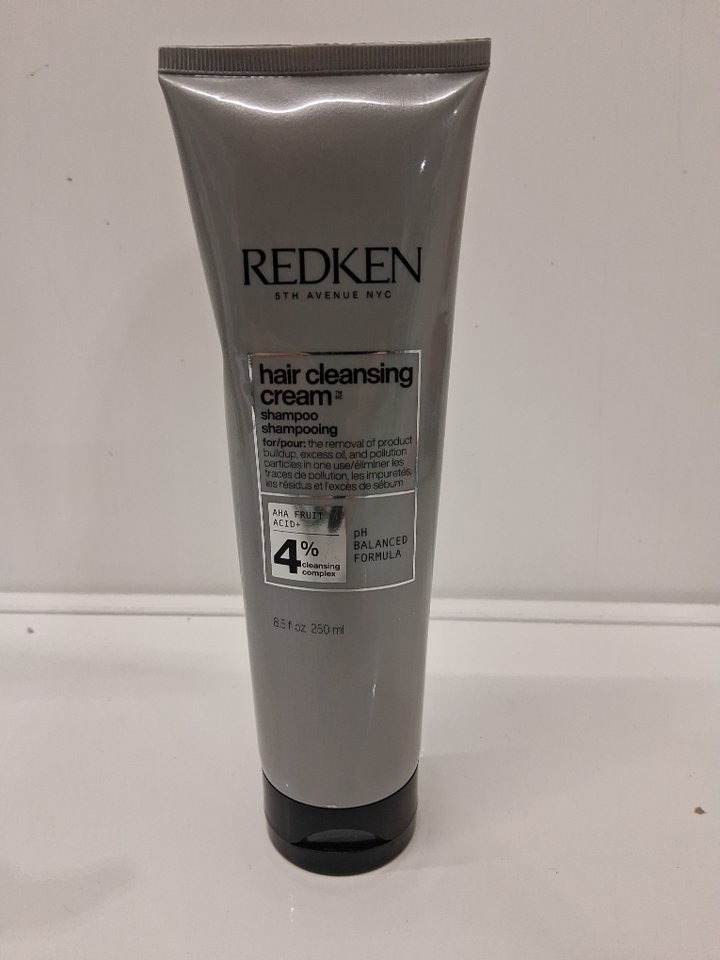 REDKEN
5TH AVENUE NYC
hair cleansing
cream™ MC
shampoo
shampooing
for/pour: the removal of product
buildup, excess oil, and pollution
particles in one use/éliminer les
traces de pollution, les impuretés,
les résidus et l'excès de sébum
AHA FRUIT
ACID+
4%
cleansing
complex
pH
BALANCED
FORMULA
8.5 fl oz 250 ml